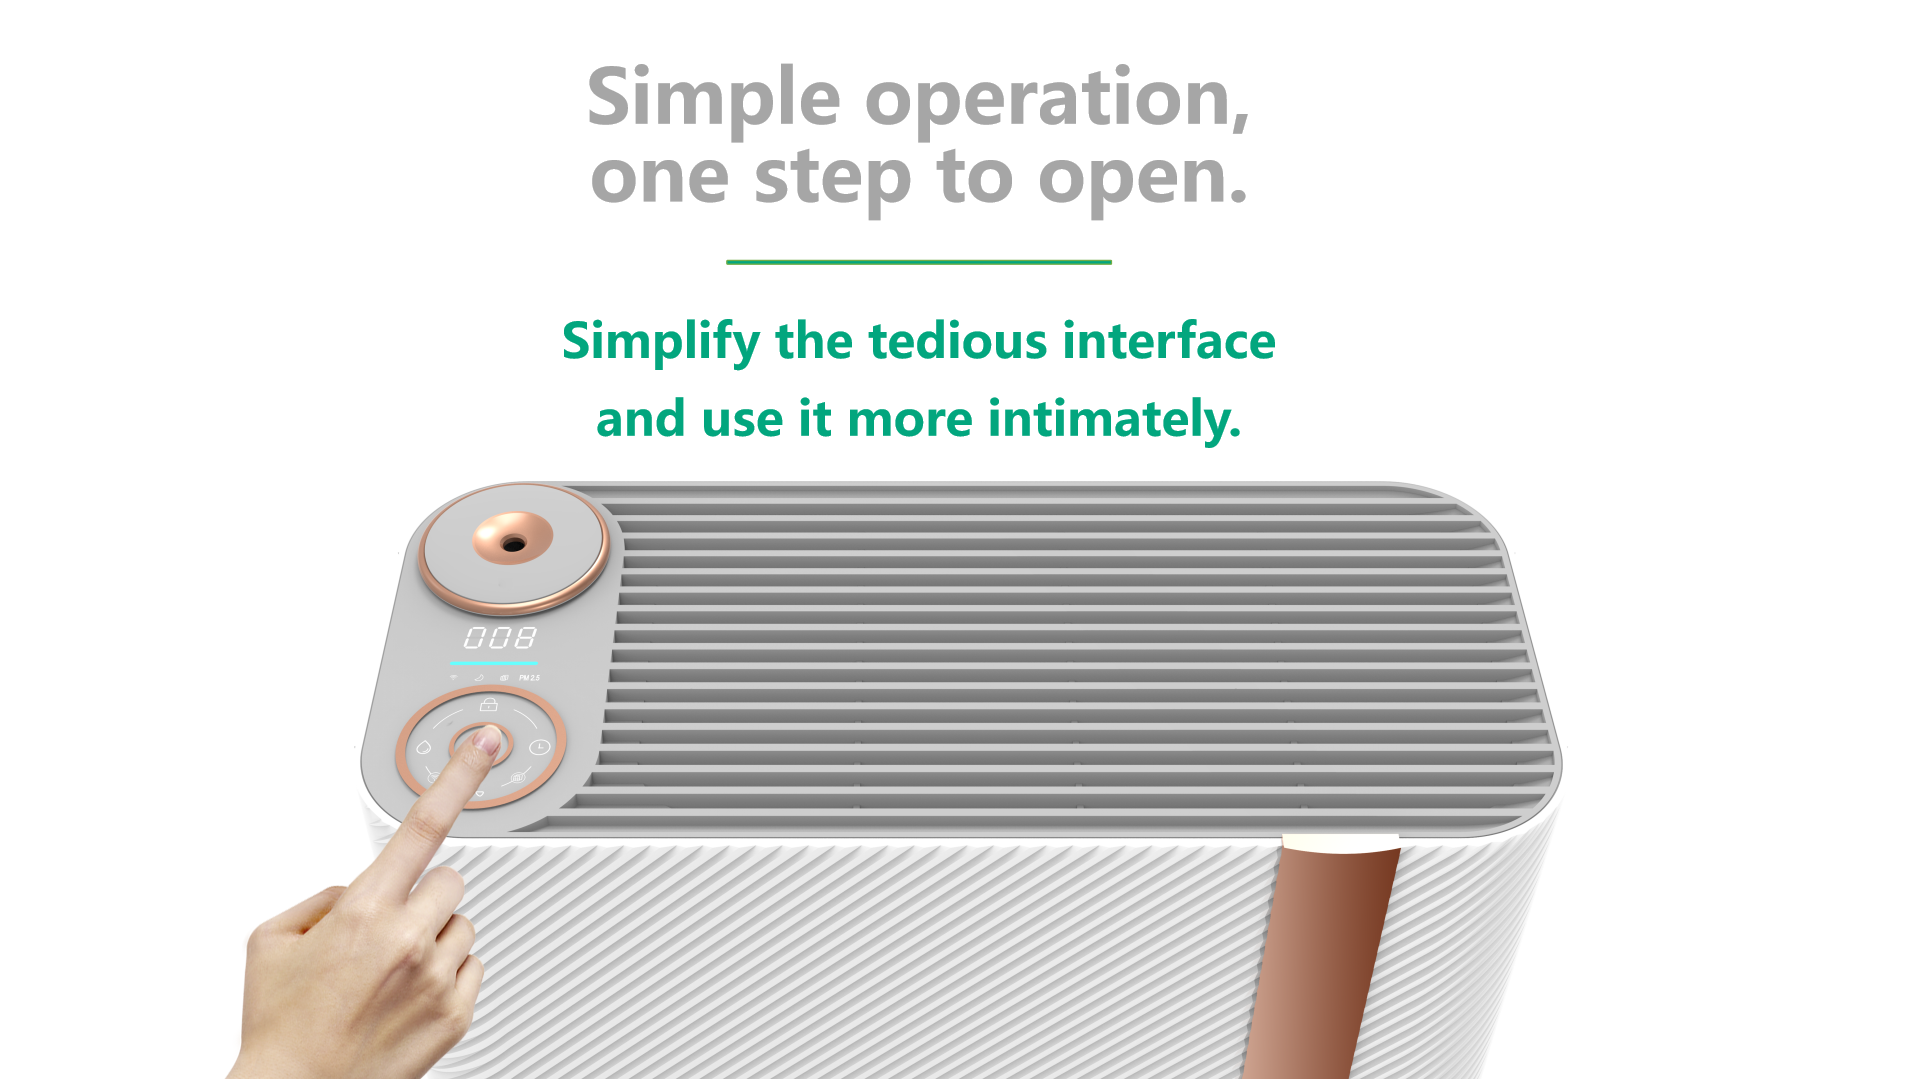 Simple operation,
one step to open.
Simplify the tedious interface
and use it more intimately.
008
PM2.5